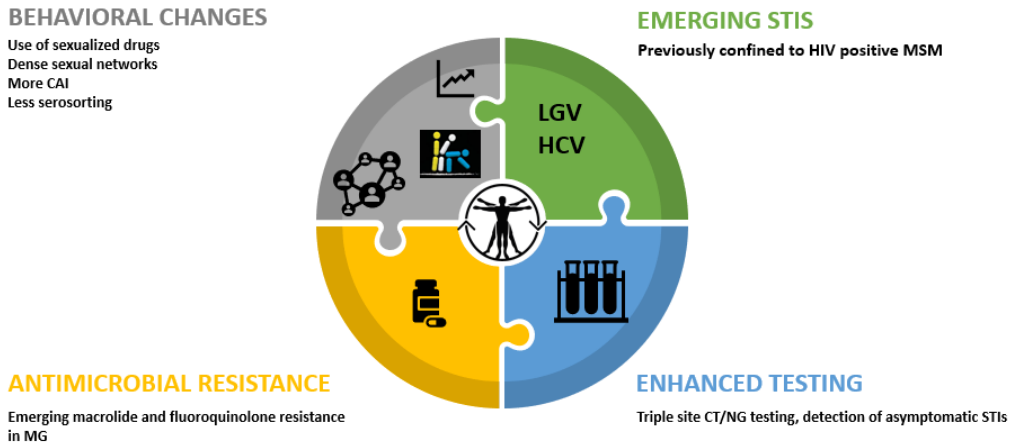 BEHAVIORAL CHANGES
Use of sexualized drugs
Dense sexual networks
More CAI
Less serosorting
EMERGING STIS
Previously confined to HIV positive MSM
LGV
HCV
ANTIMICROBIAL RESISTANCE
Emerging macrolide and fluoroquinolone resistance
in MG
ENHANCED TESTING
Triple site CT/NG testing, detection of asymptomatic STIs